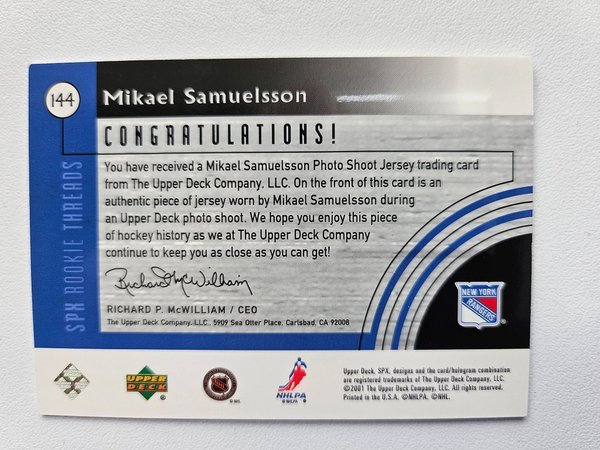 144
Mikael Samuelsson
CONGRATULATIONS!
SPX ROOKIE THREADS
You have received a Mikael Samuelsson Photo Shoot Jersey trading card
from The Upper Deck Company, LLC. On the front of this card is an
authentic piece of jersey worn by Mikael Samuelsson during
an Upper Deck photo shoot. We hope you enjoy this piece
of hockey history as we at The Upper Deck Company
continue to keep you as close as you can get!
Richard McWilliam
RICHARD P. McWILLIAM / CEO
The Upper Deck Company, LLC. 5909 Sea Otter Place, Carlsbad, CA 92008
NEW YORK
RANGERS
UPPER
DECK
NHLPA
Upper Deck, SPX, designs and the card/hologram combination
are registered trademarks of The Upper Deck Company, LLC.
©2001 The Upper Deck Company, LLC. All rights reserved.
Printed in the U.S.A. ©NHLPA. ©NHL.